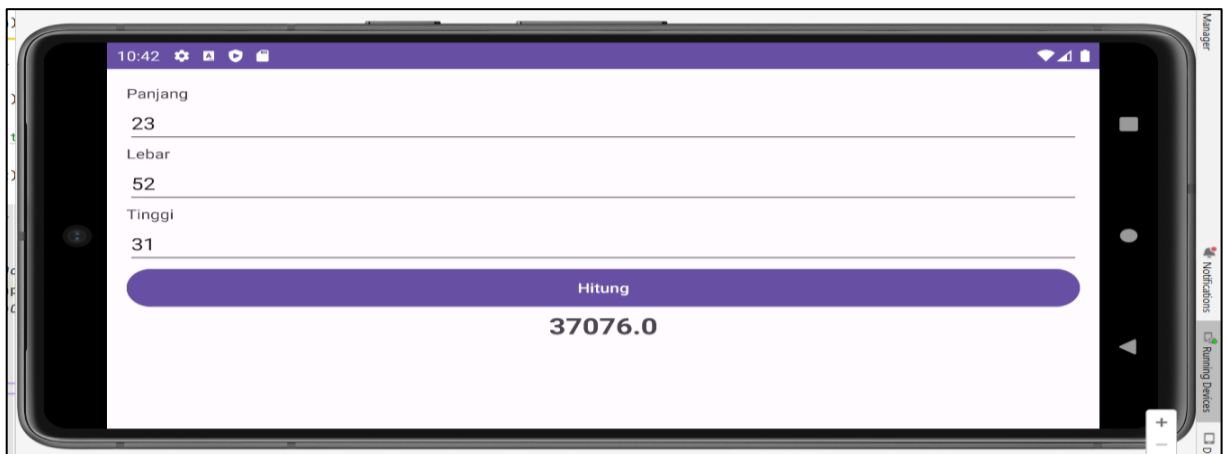 10:42
Panjang
23
Lebar
52
Tinggi
31
Hitung
37076.0
Manager
Notifications
Running Devices